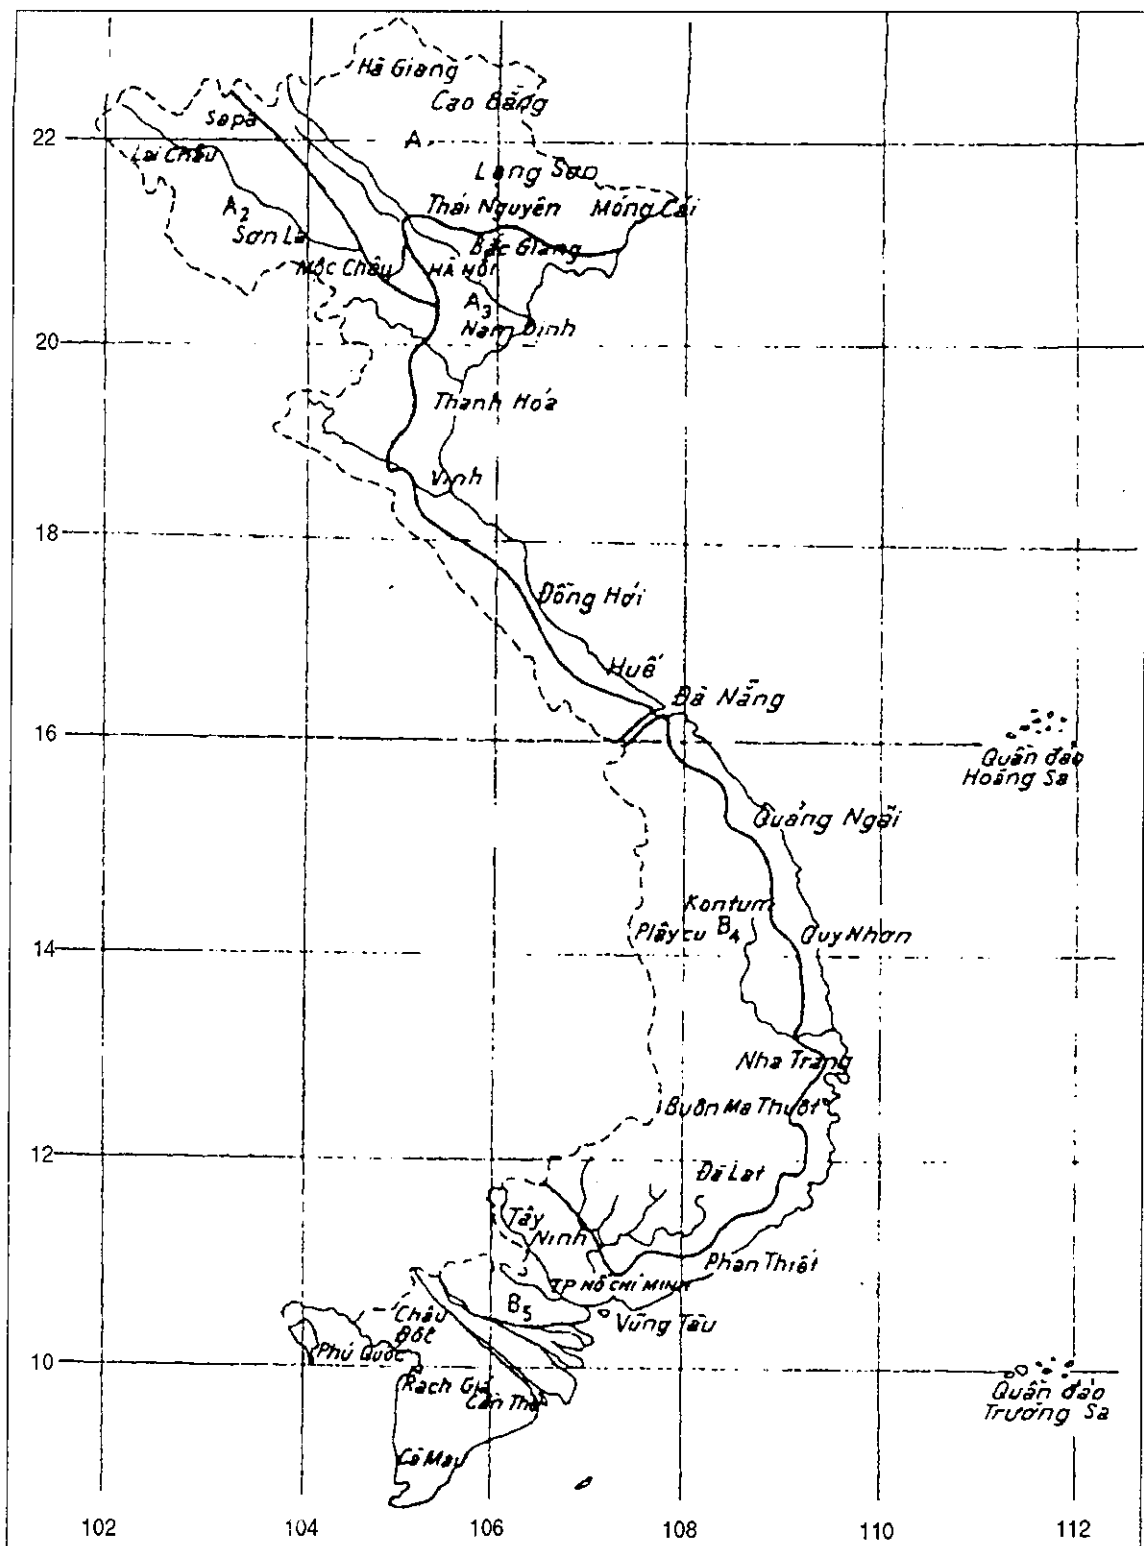 Hà Giang
Cao Bằng
Sapa
22
A
Lai Châu
Lạng Sơn
A2
Thái Nguyên
Móng Cái
Sơn La
Bắc Giang
Mộc Châu
HÀ NỘI
A3
Nam Định
20
Thanh Hóa
Vinh
18
Đồng Hới
Huế
Đà Nẵng
16
Quần đảo
Hoàng Sa
Quảng Ngãi
Kontum
Plây cu
B4
Quy Nhơn
14
Nha Trang
Buôn Ma Thuột
12
Đà Lạt
Tây
Ninh
Phan Thiết
TP HỒ CHÍ MINH
B5
Vũng Tàu
Châu
Đốt
Phú Quốc
10
Rạch Giá
Cần Thơ
Quần đảo
Trường Sa
Cà Mau
102
104
106
108
110
112